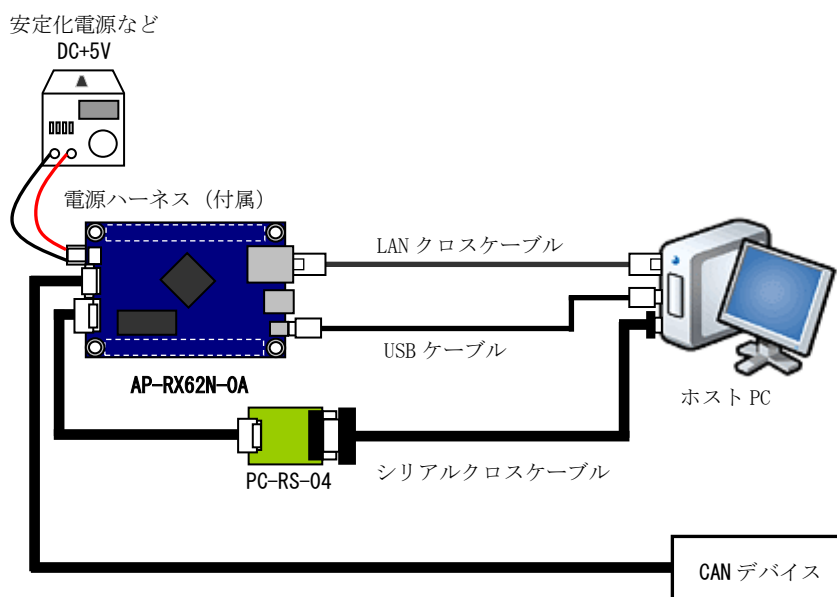 安定化電源など
DC+5V
電源ハーネス（付属）
LAN クロスケーブル
USB ケーブル
AP-RX62N-0A
ホスト PC
PC-RS-04
シリアルクロスケーブル
CAN デバイス